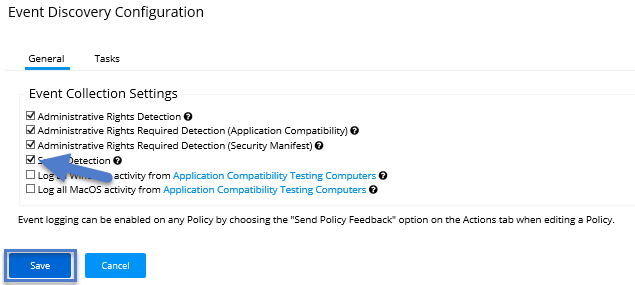 Event Discovery Configuration
General Tasks
Event Collection Settings
Administrative Rights Detection
Administrative Rights Required Detection (Application Compatibility)
Administrative Rights Required Detection (Security Manifest)
Detection
Log all activity from Application Compatibility Testing Computers
Log all MacOS activity from Application Compatibility Testing Computers
Event logging can be enabled on any Policy by choosing the "Send Policy Feedback" option on the Actions tab when editing a Policy.
Save Cancel